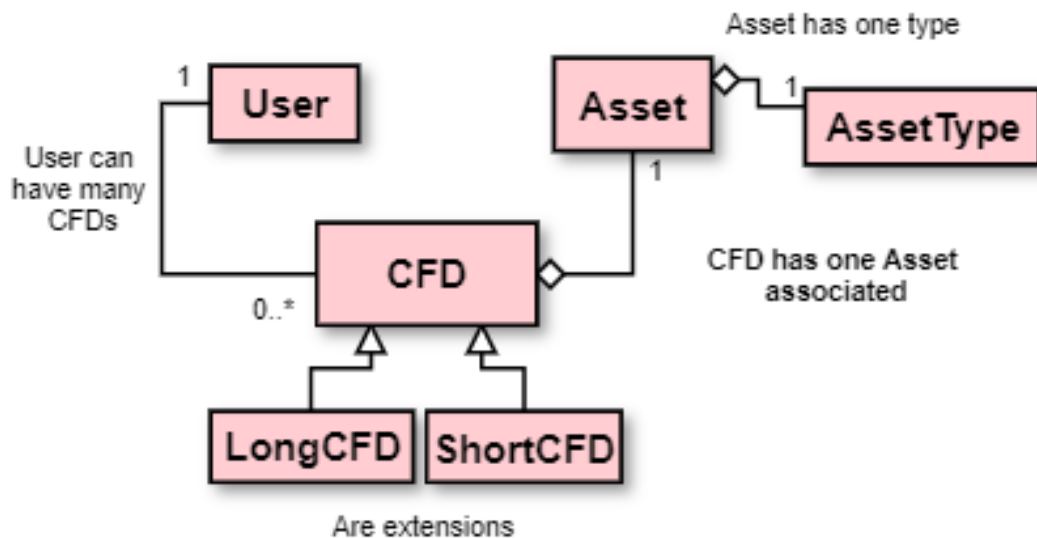 Asset has one type
1
User
Asset
1
AssetType
User can
have many
CFDs
1
CFD
CFD has one Asset
associated
0..*
LongCFD
ShortCFD
Are extensions